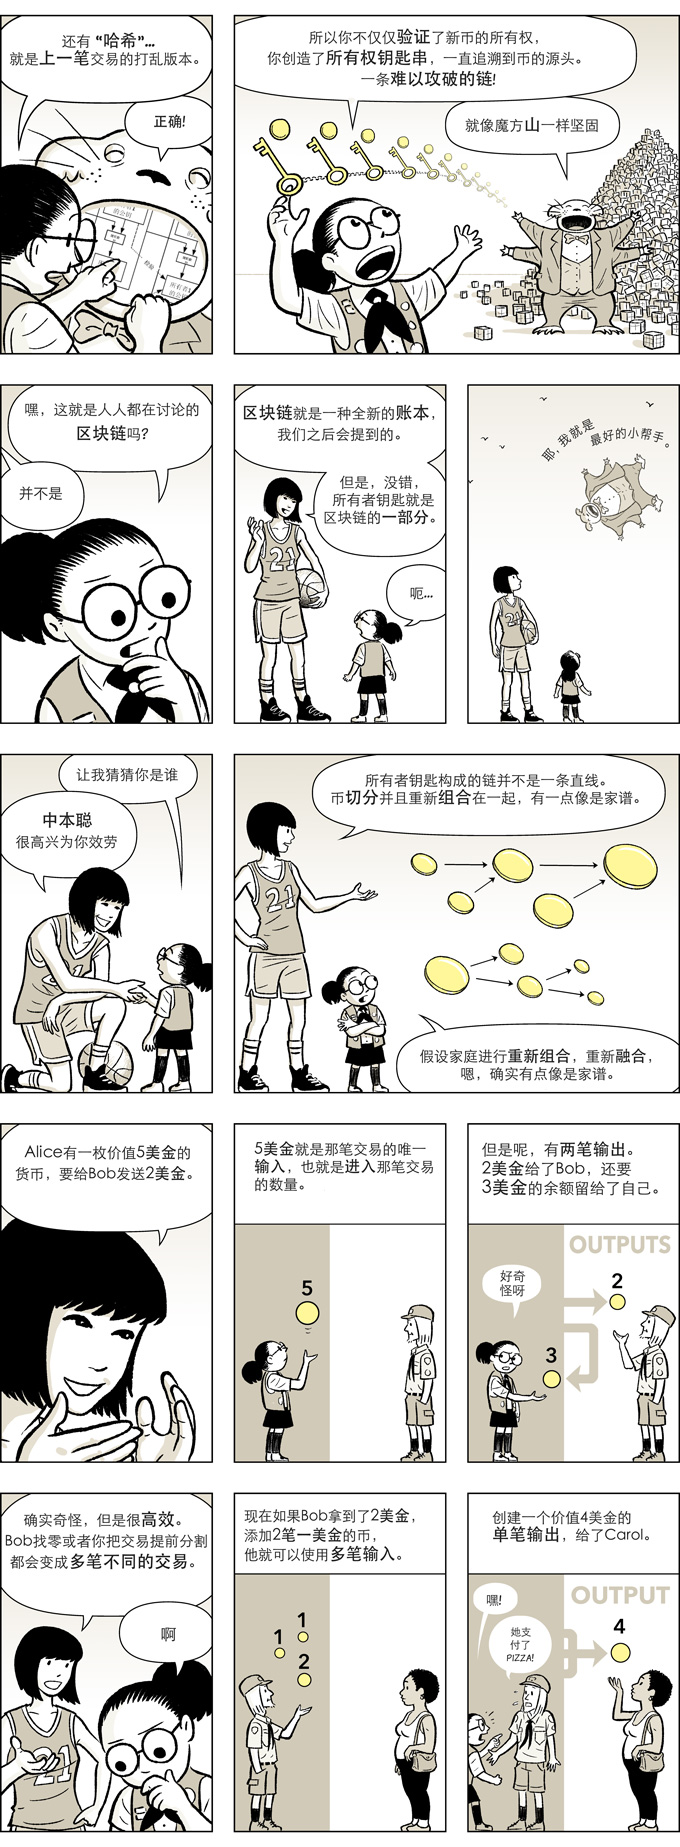 还有 “哈希”...
就是上一笔交易的打乱版本。
正确!
所以你不仅仅验证了新币的所有权,
你创造了所有权钥匙串,一直追溯到币的源头。
一条难以攻破的链!
就像魔方山一样坚固
嘿,这就是人人都在讨论的
区块链吗?
并不是
区块链就是一种全新的账本,
我们之后会提到的。
但是,没错,
所有者钥匙就是
区块链的一部分。
呃...
21
耶,我就是
最好的小帮手。
21
让我猜猜你是谁
中本聪
很高兴为你效劳
所有者钥匙构成的链并不是一条直线。
币切分并且重新组合在一起,有一点像是家谱。
21
假设家庭进行重新组合,重新融合,
嗯,确实有点像是家谱。
Alice有一枚价值5美金的
货币,要给Bob发送2美金。
5美金就是那笔交易的唯一
输入,也就是进入那笔交易
的数量。
5
但是呢,有两笔输出。
2美金给了Bob,还要
3美金的余额留给了自己。
OUTPUTS
好奇
怪呀
2
3
确实奇怪,但是很高效。
Bob找零或者你把交易提前分割
都会变成多笔不同的交易。
啊
21
现在如果Bob拿到了2美金,
添加2笔一美金的币,
他就可以使用多笔输入。
1
1
2
创建一个价值4美金的
单笔输出,给了Carol。
OUTPUT
嘿!
她支
付了
PIZZA!
4